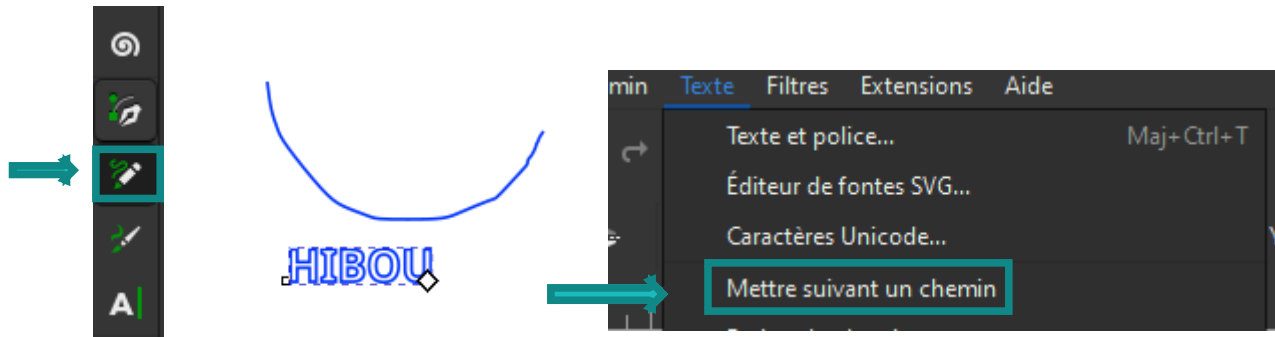 A
HIBOU
min Texte Filtres Extensions Aide
Texte et police... Maj+Ctrl+T
Éditeur de fontes SVG...
Caractères Unicode...
Mettre suivant un chemin